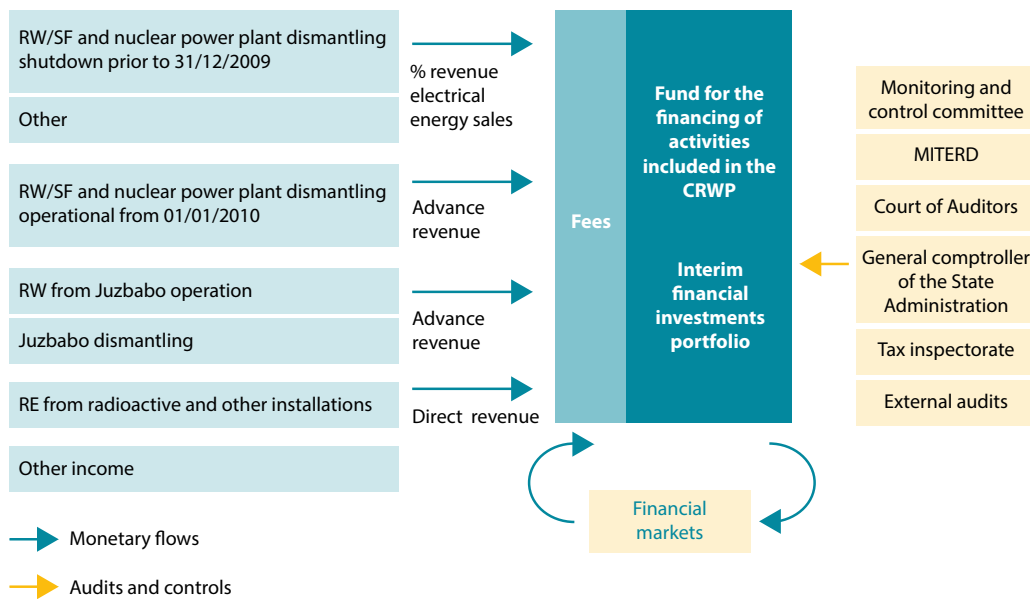 RW/SF and nuclear power plant dismantling
shutdown prior to 31/12/2009
Other
% revenue
electrical
energy sales
RW/SF and nuclear power plant dismantling
operational from 01/01/2010
Advance
revenue
RW from Juzbabo operation
Juzbabo dismantling
Advance
revenue
RE from radioactive and other installations
Direct revenue
Other income
Fees
Fund for the
financing of
activities
included in the
CRWP
Interim
financial
investments
portfolio
Monitoring and
control committee
MITERD
Court of Auditors
General comptroller
of the State
Administration
Tax inspectorate
External audits
Financial
markets
Monetary flows
Audits and controls